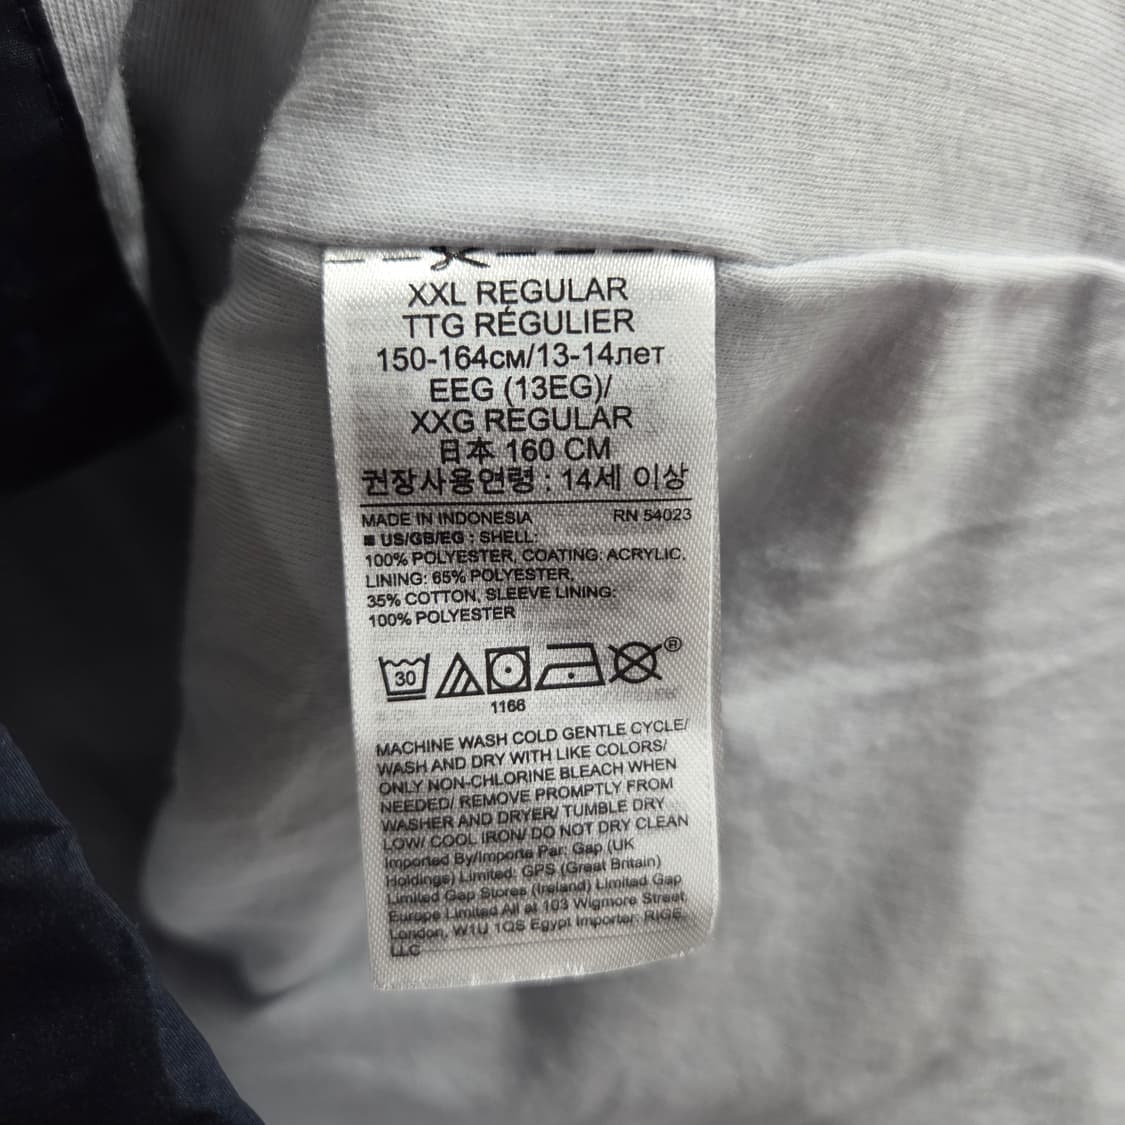 XXL REGULAR
TTG RÉGULIER
150-164см/13-14лет
EEG (13EG)/
XXG REGULAR
日本 160 CM
권장사용연령 : 14세 이상
MADE IN INDONESIA RN 54023
■ US/GB/EG : SHELL:
100% POLYESTER, COATING: ACRYLIC,
LINING: 65% POLYESTER,
35% COTTON, SLEEVE LINING:
100% POLYESTER
30
®
1166
MACHINE WASH COLD GENTLE CYCLE/
WASH AND DRY WITH LIKE COLORS/
ONLY NON-CHLORINE BLEACH WHEN
NEEDED/ REMOVE PROMPTLY FROM
WASHER AND DRYER/ TUMBLE DRY
LOW/ COOL IRON/ DO NOT DRY CLEAN
Imported By/Importe Par: Gap (UK
Holdings) Limited: GPS (Great Britain)
Limited Gap Stores (Ireland) Limited Gap
Europe Limited All at 103 Wigmore Street
London, W1U 1QS Egypt Importer: RIGE
LLC